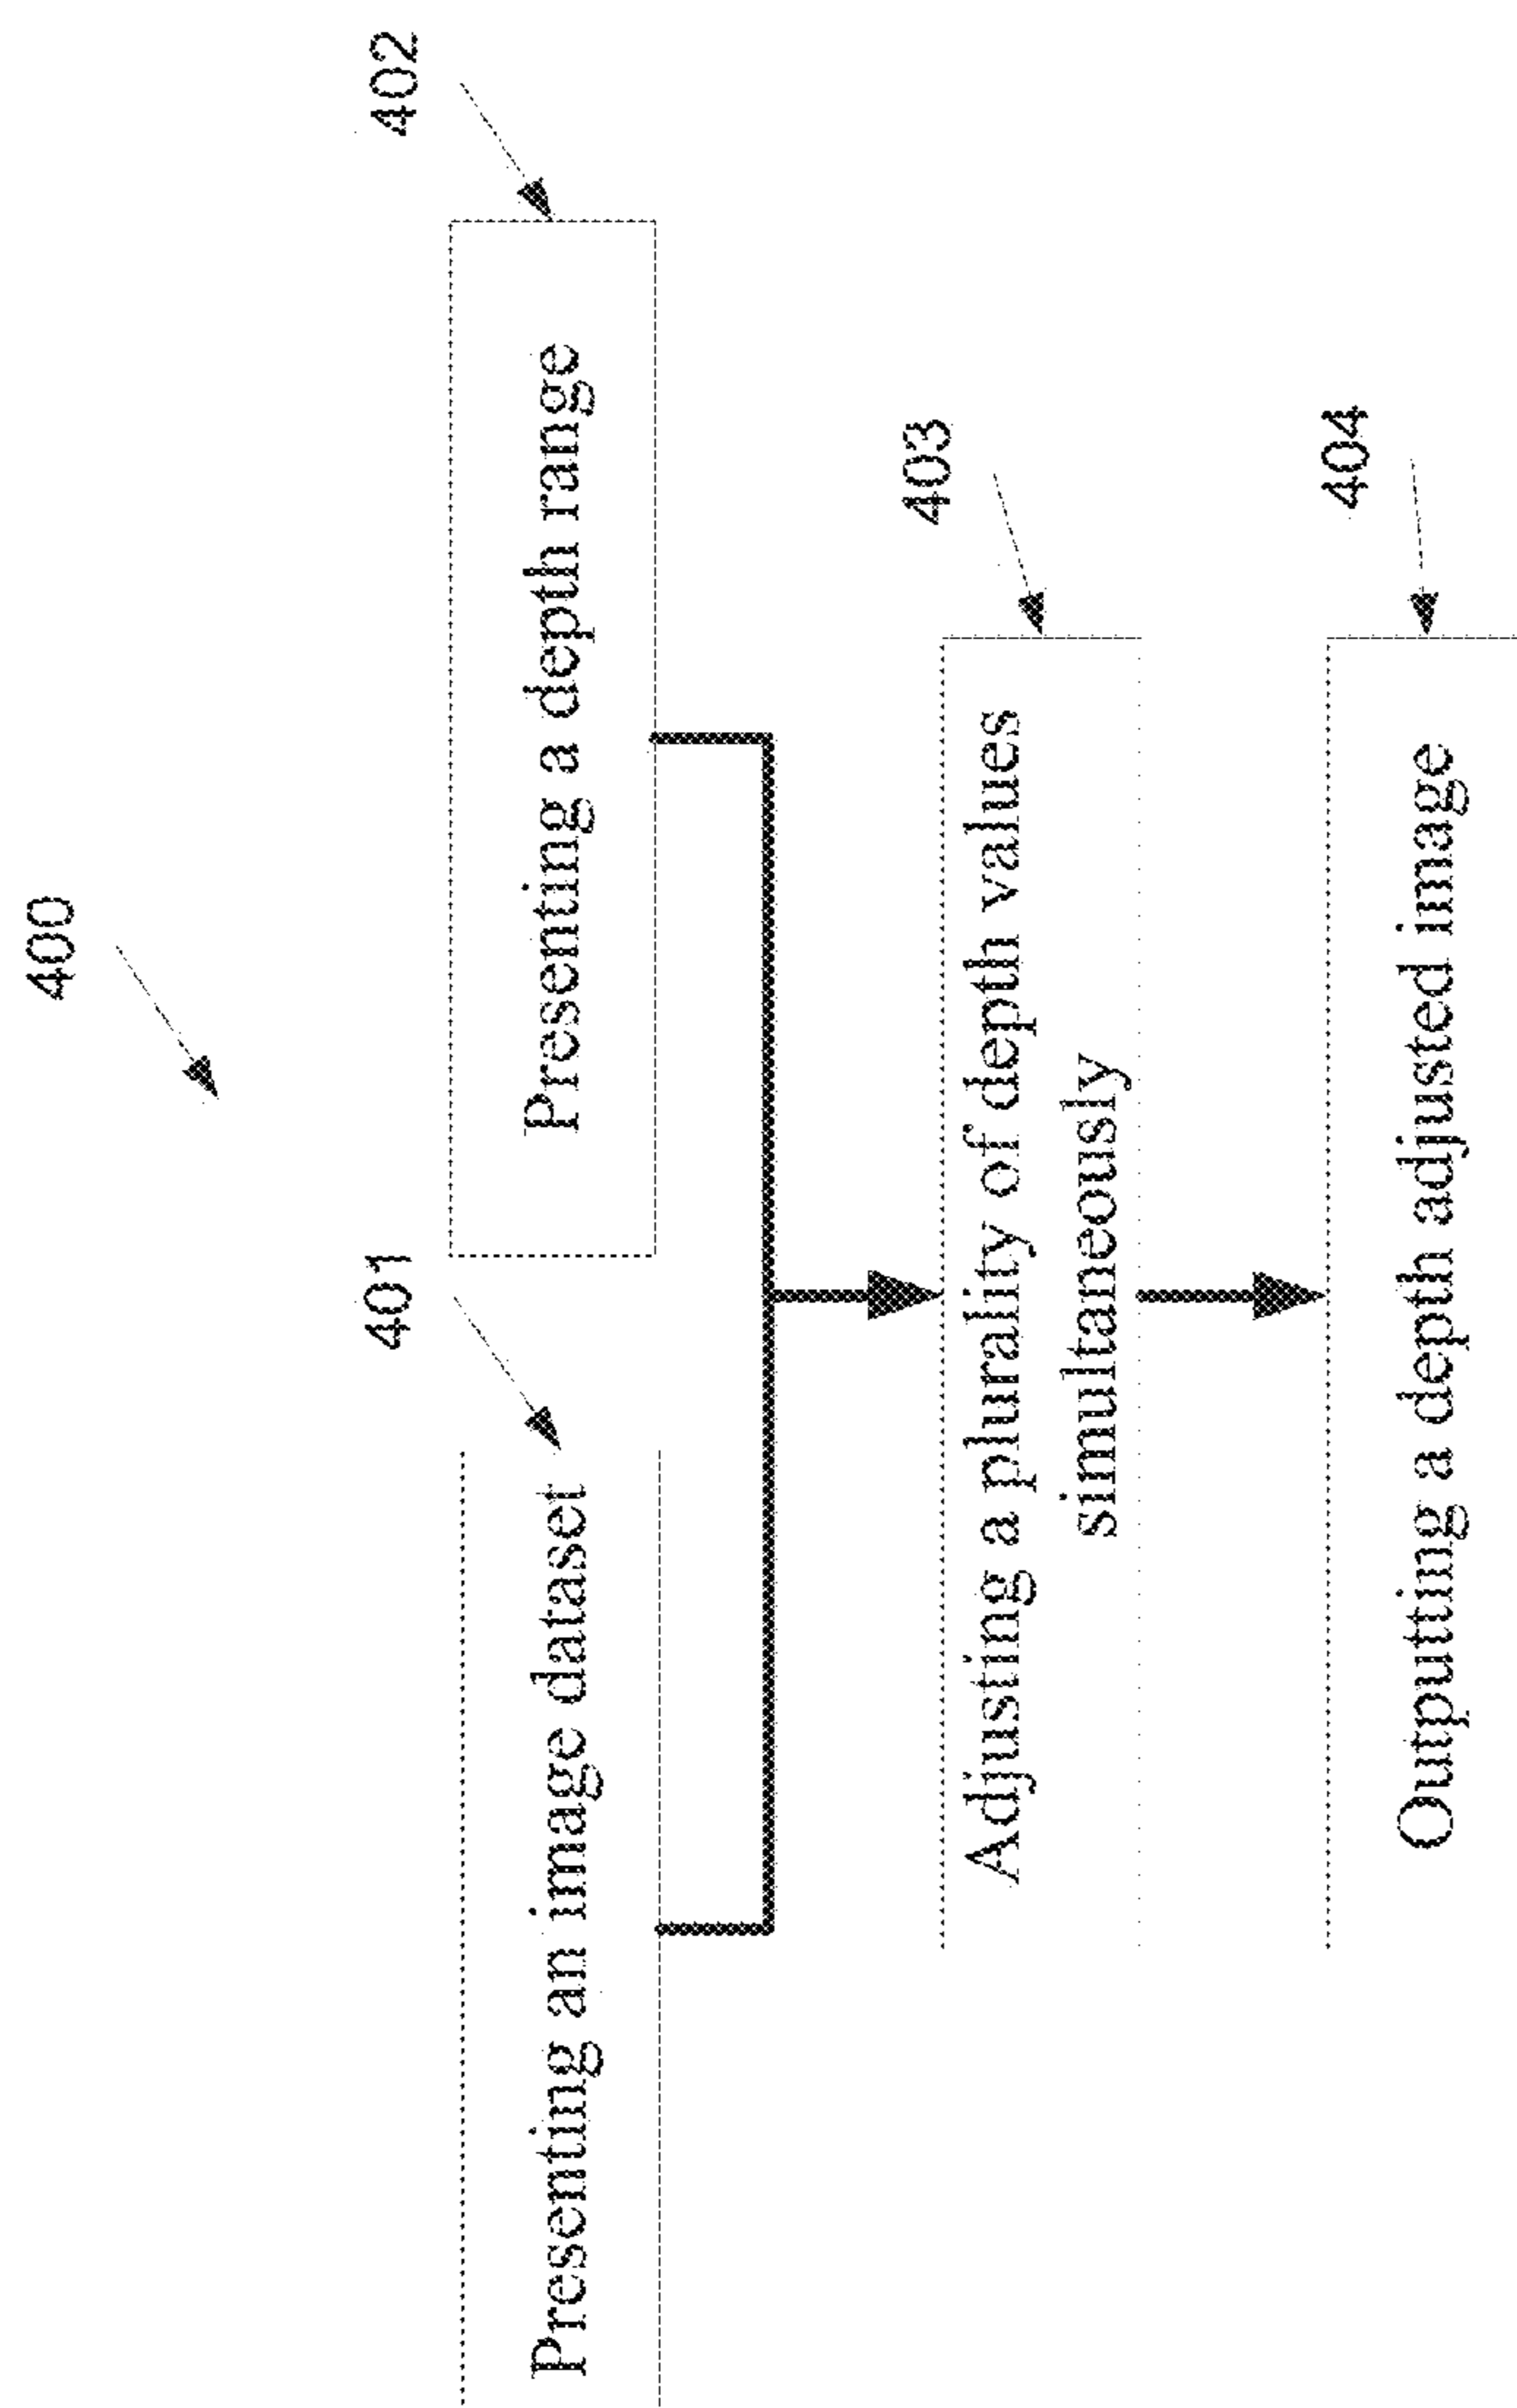 400
401
402
Presenting an image dataset
Presenting a depth range
403
Adjusting a plurality of depth values
simultaneously
404
Outputting a depth adjusted image